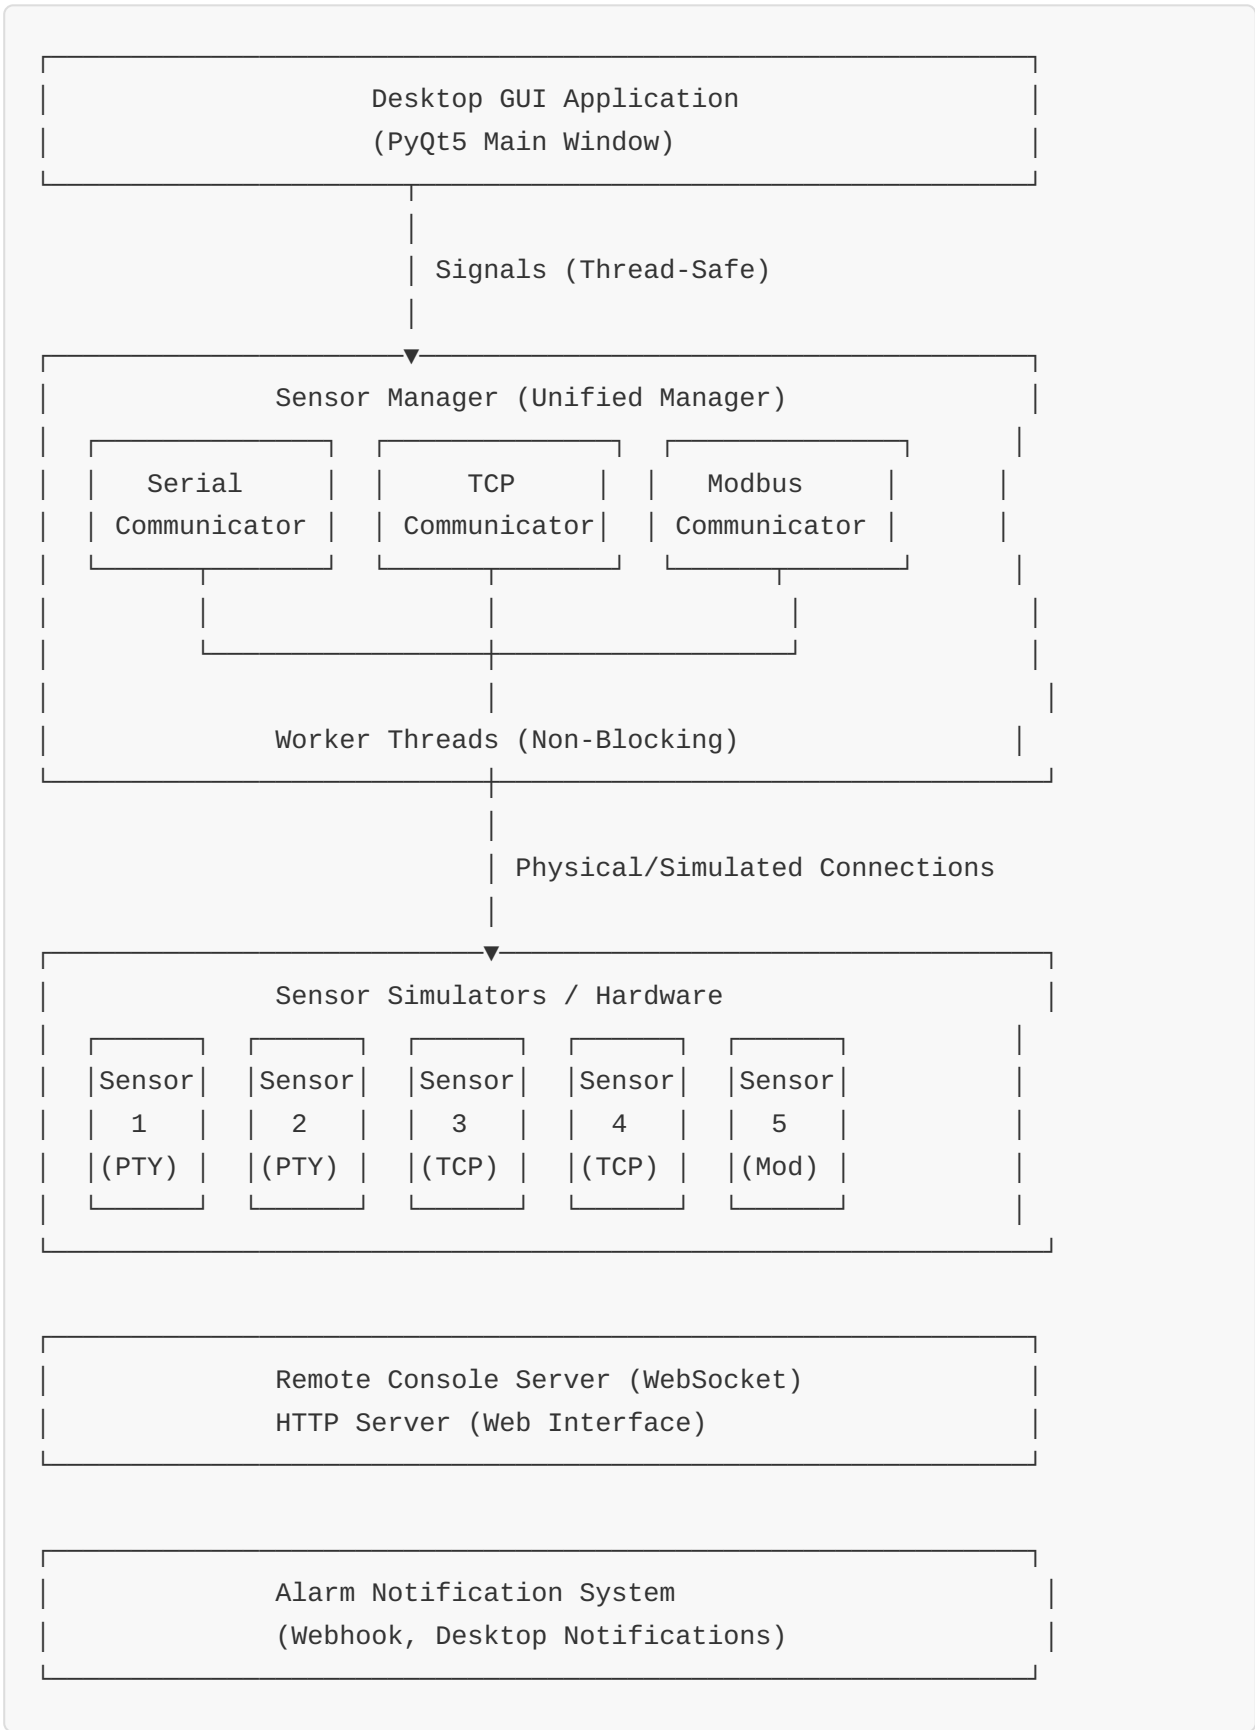 Desktop GUI Application
(PyQt5 Main Window)
Signals (Thread-Safe)
Sensor Manager (Unified Manager)
Serial TCP Modbus
Communicator Communicator Communicator
Worker Threads (Non-Blocking)
Physical/Simulated Connections
Sensor Simulators / Hardware
Sensor Sensor Sensor Sensor Sensor
1 2 3 4 5
(PTY) (PTY) (TCP) (TCP) (Mod)
Remote Console Server (WebSocket)
HTTP Server (Web Interface)
Alarm Notification System
(Webhook, Desktop Notifications)